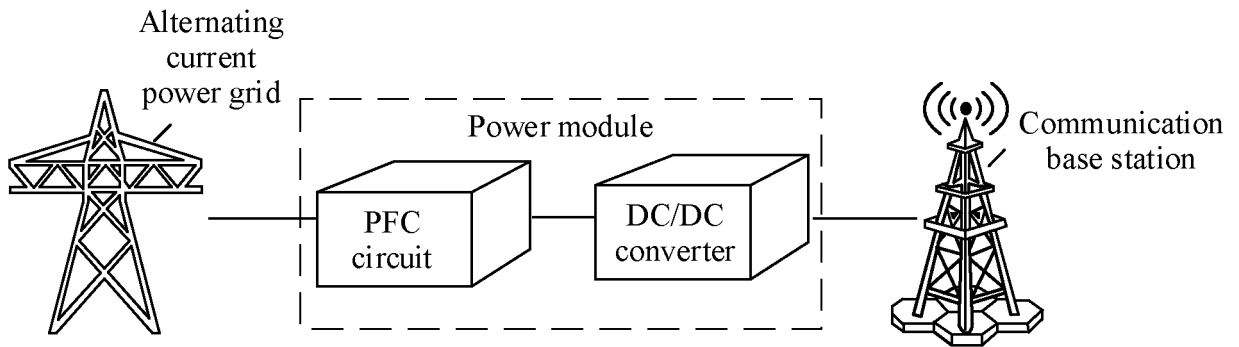 Alternating
current
power grid
Power module
PFC
circuit
DC/DC
converter
Communication
base station